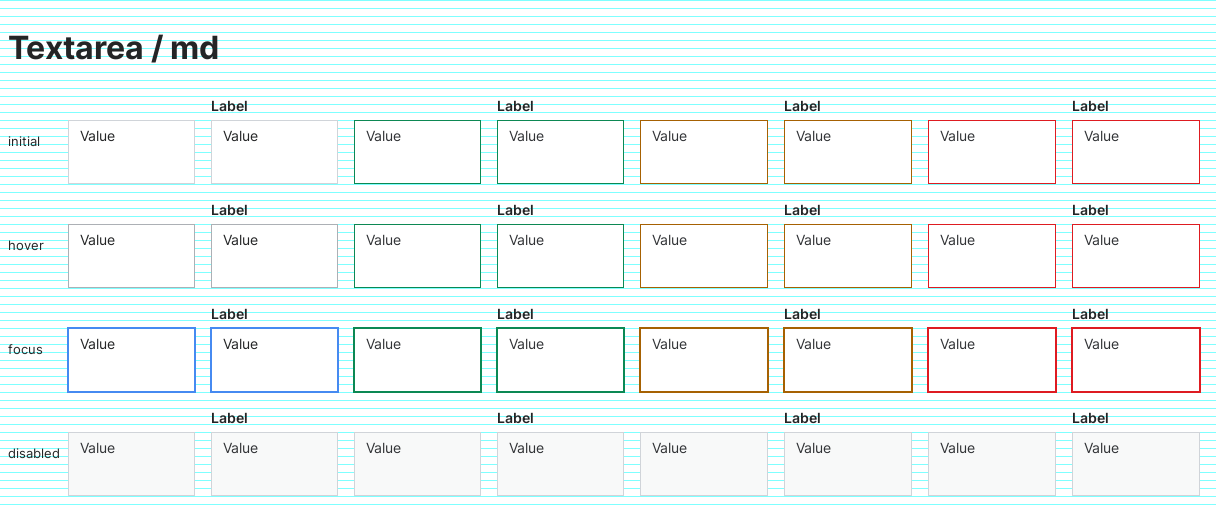 Textarea / md
Label Label Label Label
initial Value Value Value Value Value Value Value Value
Label Label Label Label
hover Value Value Value Value Value Value Value Value
Label Label Label Label
focus Value Value Value Value Value Value Value Value
Label Label Label Label
disabled Value Value Value Value Value Value Value Value